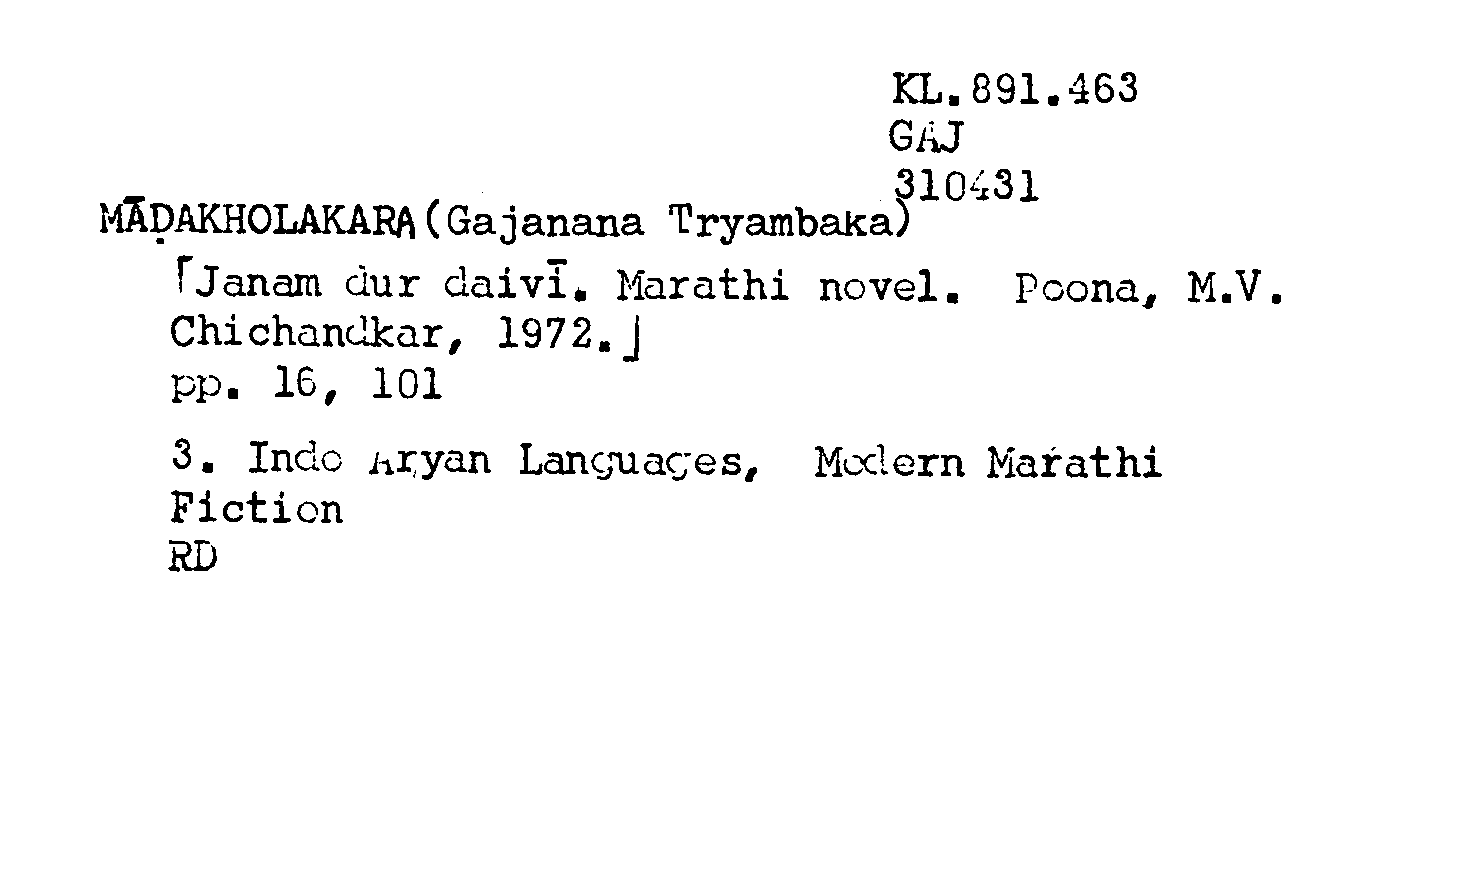 KL.891.463
GAJ
310431
MĀḌAKHOLAKARA(Gajanana Tryambaka)
⌈Janam dur daivī. Marathi novel. Poona, M.V.
Chichandkar, 1972.⌋
pp. 16, 101
3. Indo Aryan Languages, Modern Marathi
Fiction
RD